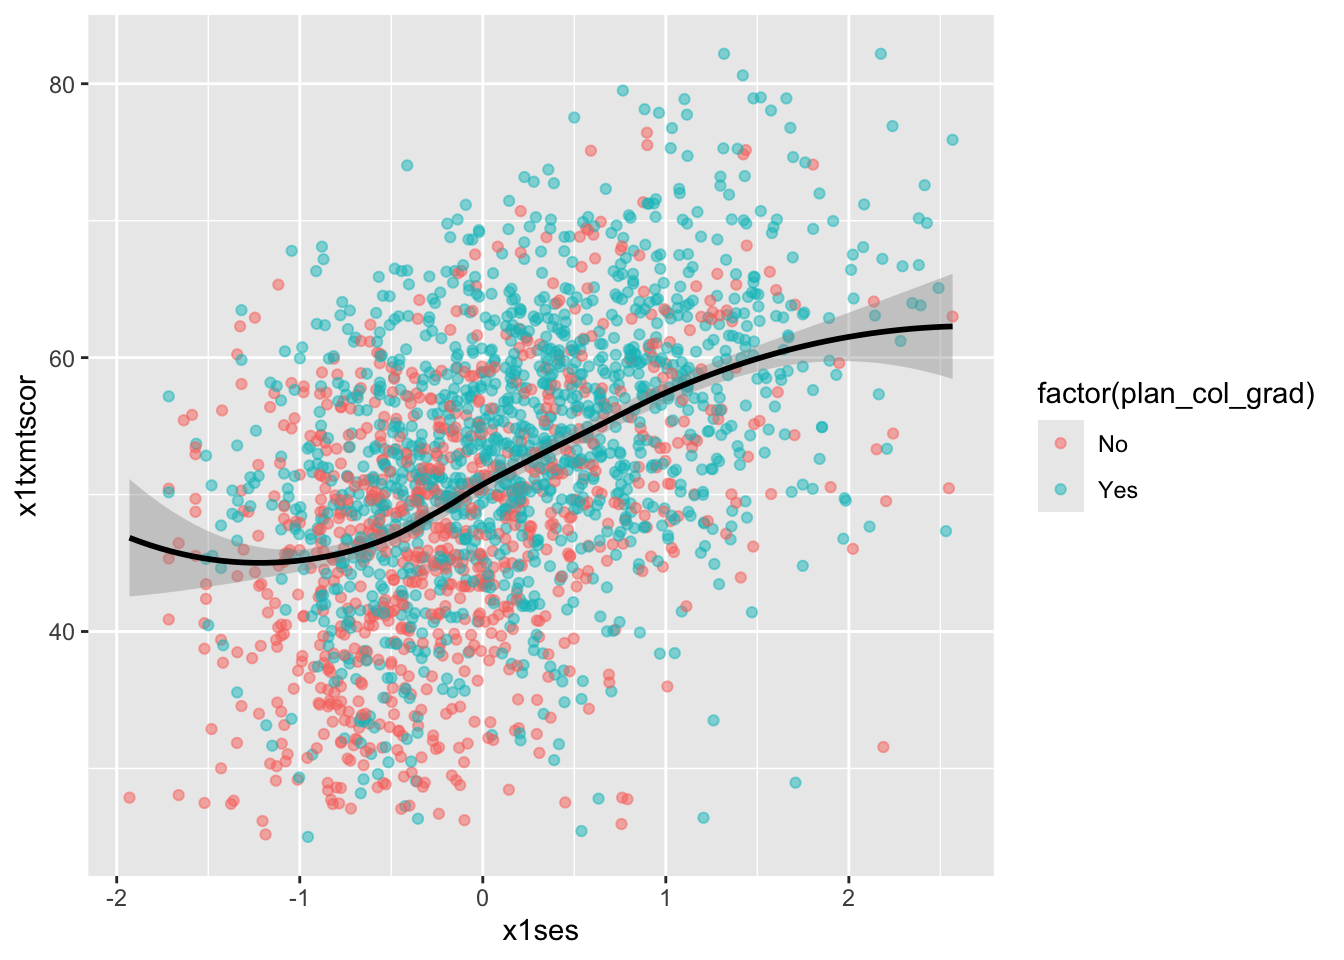 80
60
40
x1txmtscor
-2 -1 0 1 2
x1ses
factor(plan_col_grad)
No
Yes